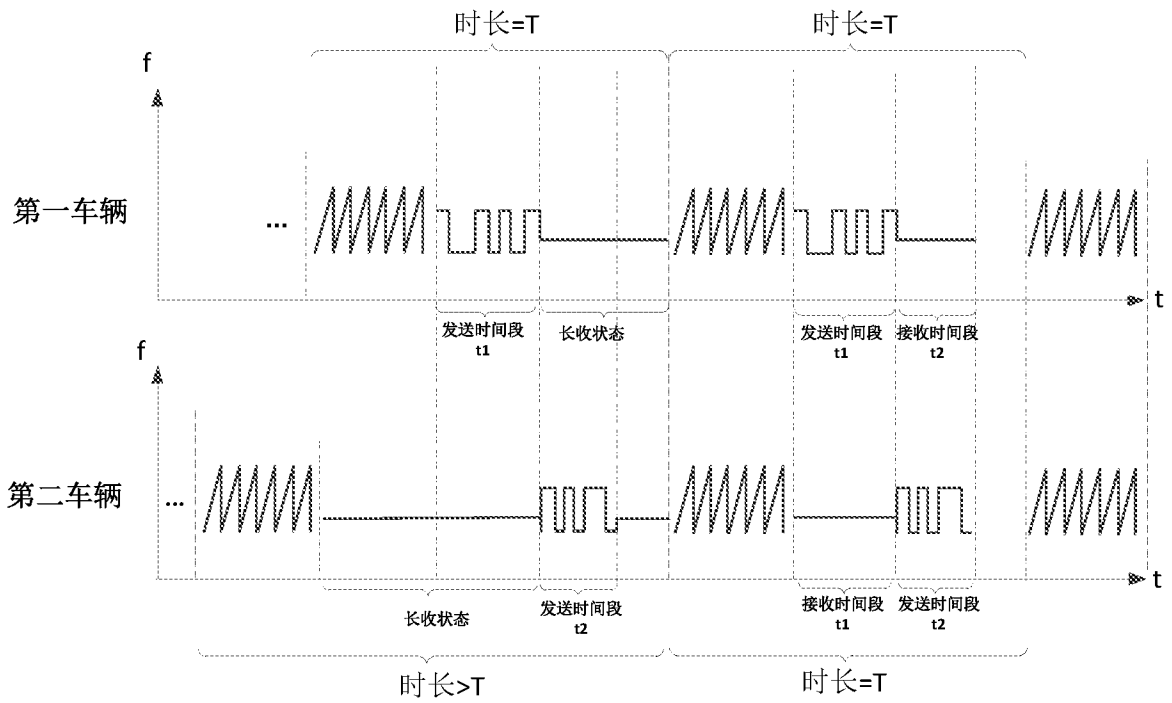 时长=T
时长=T
f
第一车辆
...
t
发送时间段
t1
长收状态
发送时间段
t1
接收时间段
t2
f
第二车辆
...
t
长收状态
发送时间段
t2
接收时间段
t1
发送时间段
t2
时长>T
时长=T